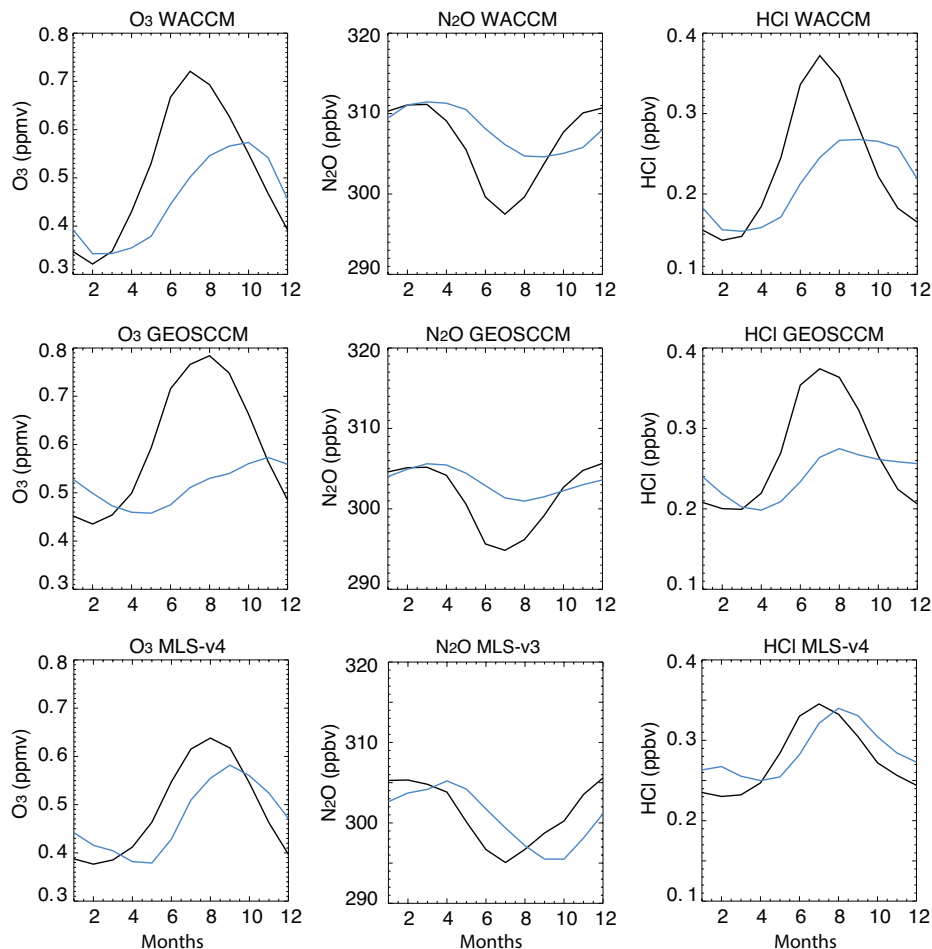 O3 WACCM
0.8
0.7
0.6
0.5
0.4
0.3
O3 (ppmv)
2 4 6 8 10 12
N2O WACCM
320
310
300
290
N2O (ppbv)
2 4 6 8 10 12
HCl WACCM
0.4
0.3
0.2
0.1
HCl (ppbv)
2 4 6 8 10 12
O3 GEOSCCM
0.8
0.7
0.6
0.5
0.4
0.3
O3 (ppmv)
2 4 6 8 10 12
N2O GEOSCCM
320
310
300
290
N2O (ppbv)
2 4 6 8 10 12
HCl GEOSCCM
0.4
0.3
0.2
0.1
HCl (ppbv)
2 4 6 8 10 12
O3 MLS-v4
0.8
0.7
0.6
0.5
0.4
0.3
O3 (ppmv)
2 4 6 8 10 12
Months
N2O MLS-v3
320
310
300
290
N2O (ppbv)
2 4 6 8 10 12
Months
HCl MLS-v4
0.4
0.3
0.2
0.1
HCl (ppbv)
2 4 6 8 10 12
Months